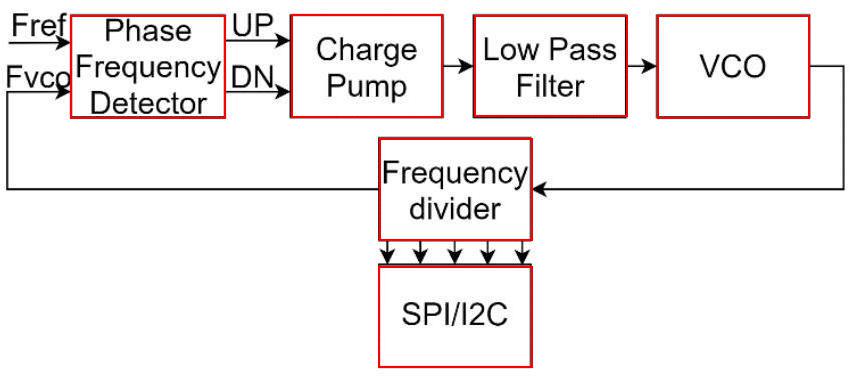 Fref
Fvco
Phase
Frequency
Detector
UP
DN
Charge
Pump
Low Pass
Filter
VCO
Frequency
divider
SPI/I2C